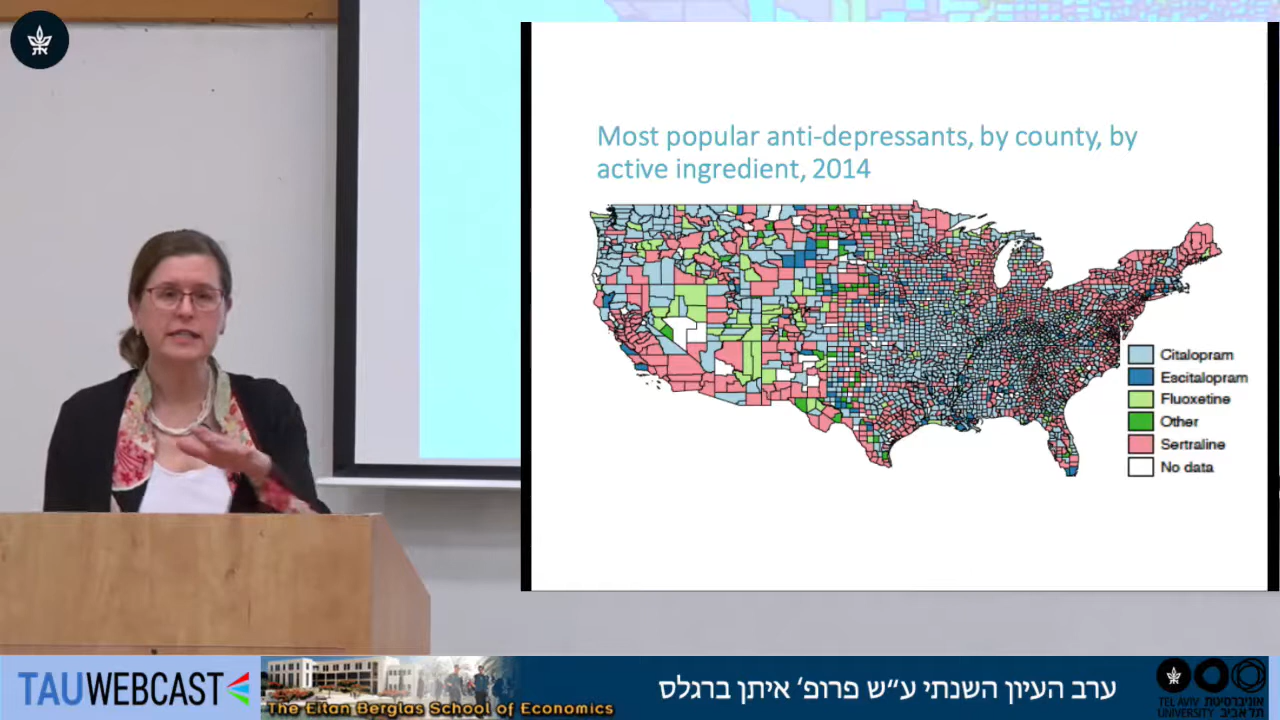 Most popular anti-depressants, by county, by
active ingredient, 2014
Citalopram
Escitalopram
Fluoxetine
Other
Sertraline
No data
TAUWEBCAST
The Eitan Berglas School of Economics
ערב העיון השנתי ע״ש פרופ׳ איתן ברגלס
TEL AVIV
UNIVERSITY
אוניברסיטת
תל אביב